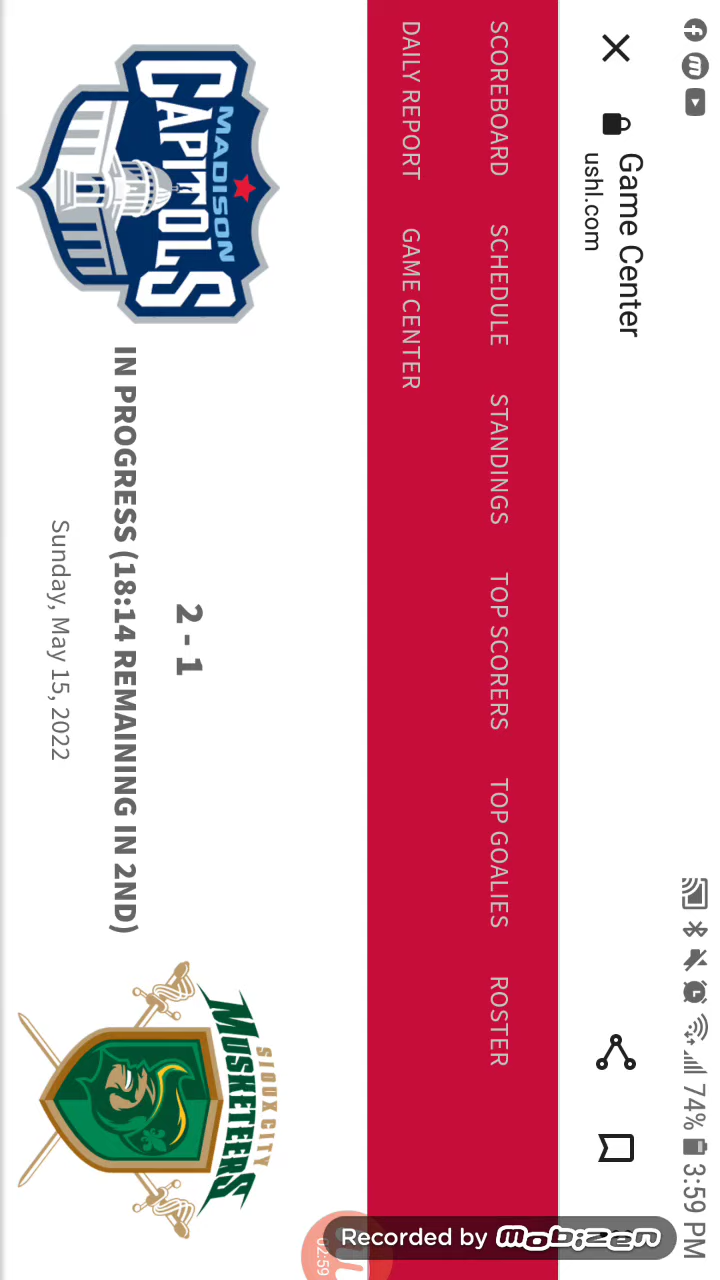 74% 3:59 PM
Game Center
ushl.com
SCOREBOARD SCHEDULE STANDINGS TOP SCORERS TOP GOALIES ROSTER
DAILY REPORT GAME CENTER
MADISON
CAPITOLS
2 - 1
IN PROGRESS (18:14 REMAINING IN 2ND)
Sunday, May 15, 2022
SIOUX CITY
MUSKETEERS
02:59
Recorded by mobizen